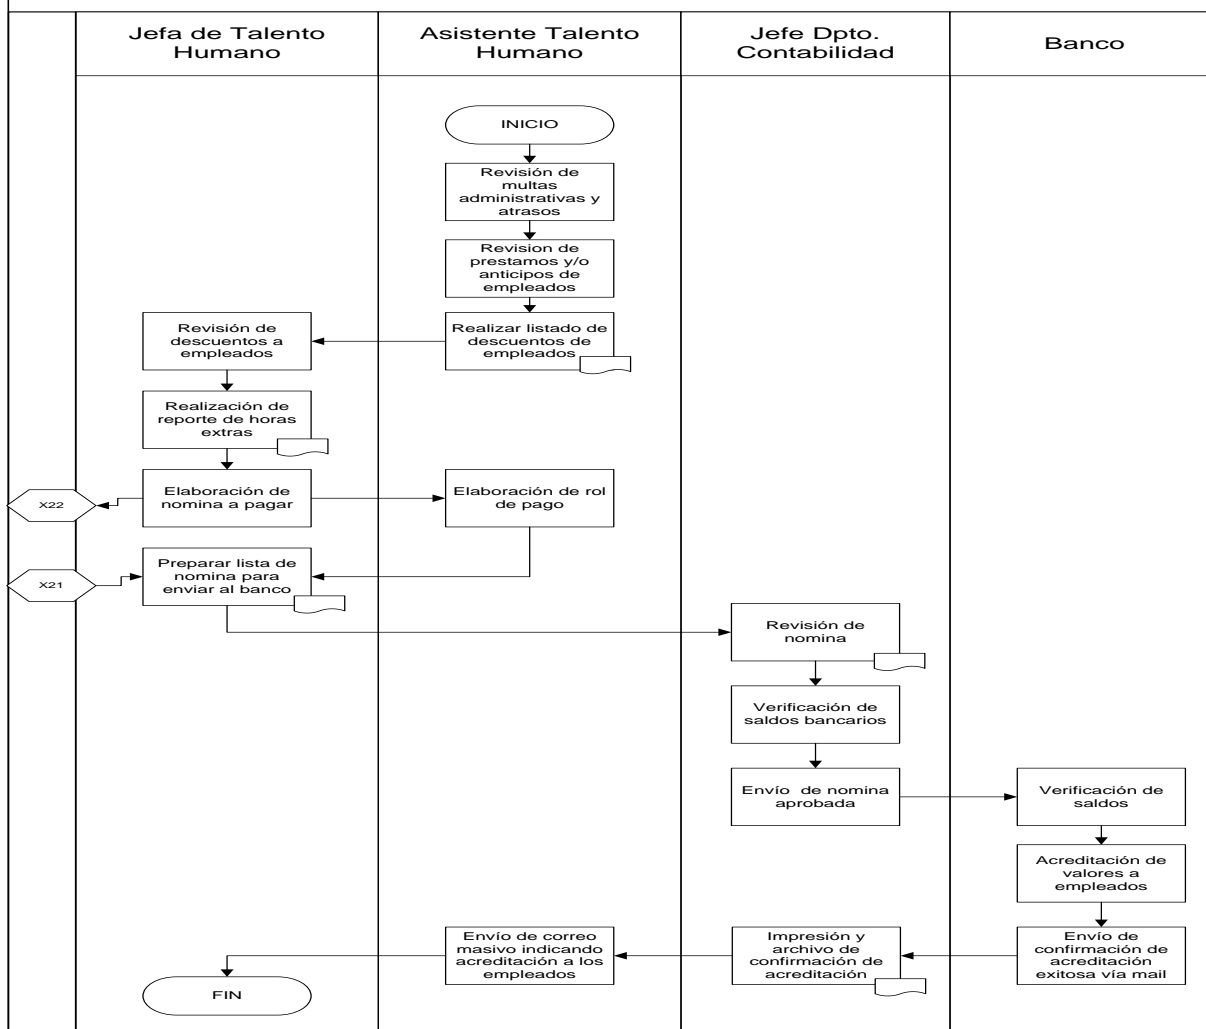 Jefa de Talento
Humano
Asistente Talento
Humano
Jefe Dpto.
Contabilidad
Banco
INICIO
Revisión de
multas
administrativas y
atrasos
Revision de
prestamos y/o
anticipos de
empleados
Realizar listado de
descuentos de
empleados
Revisión de
descuentos a
empleados
Realización de
reporte de horas
extras
Elaboración de
nomina a pagar
X22
Elaboración de rol
de pago
X21
Preparar lista de
nomina para
enviar al banco
Revisión de
nomina
Verificación de
saldos bancarios
Envío  de nomina
aprobada
Verificación de
saldos
Acreditación de
valores a
empleados
Envío de
confirmación de
acreditación
exitosa vía mail
Impresión y
archivo de
confirmación de
acreditación
Envío de correo
masivo indicando
acreditación a los
empleados
FIN